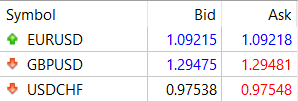 Symbol Bid Ask
EURUSD 1.09215 1.09218
GBPUSD 1.29475 1.29481
USDCHF 0.97538 0.97548